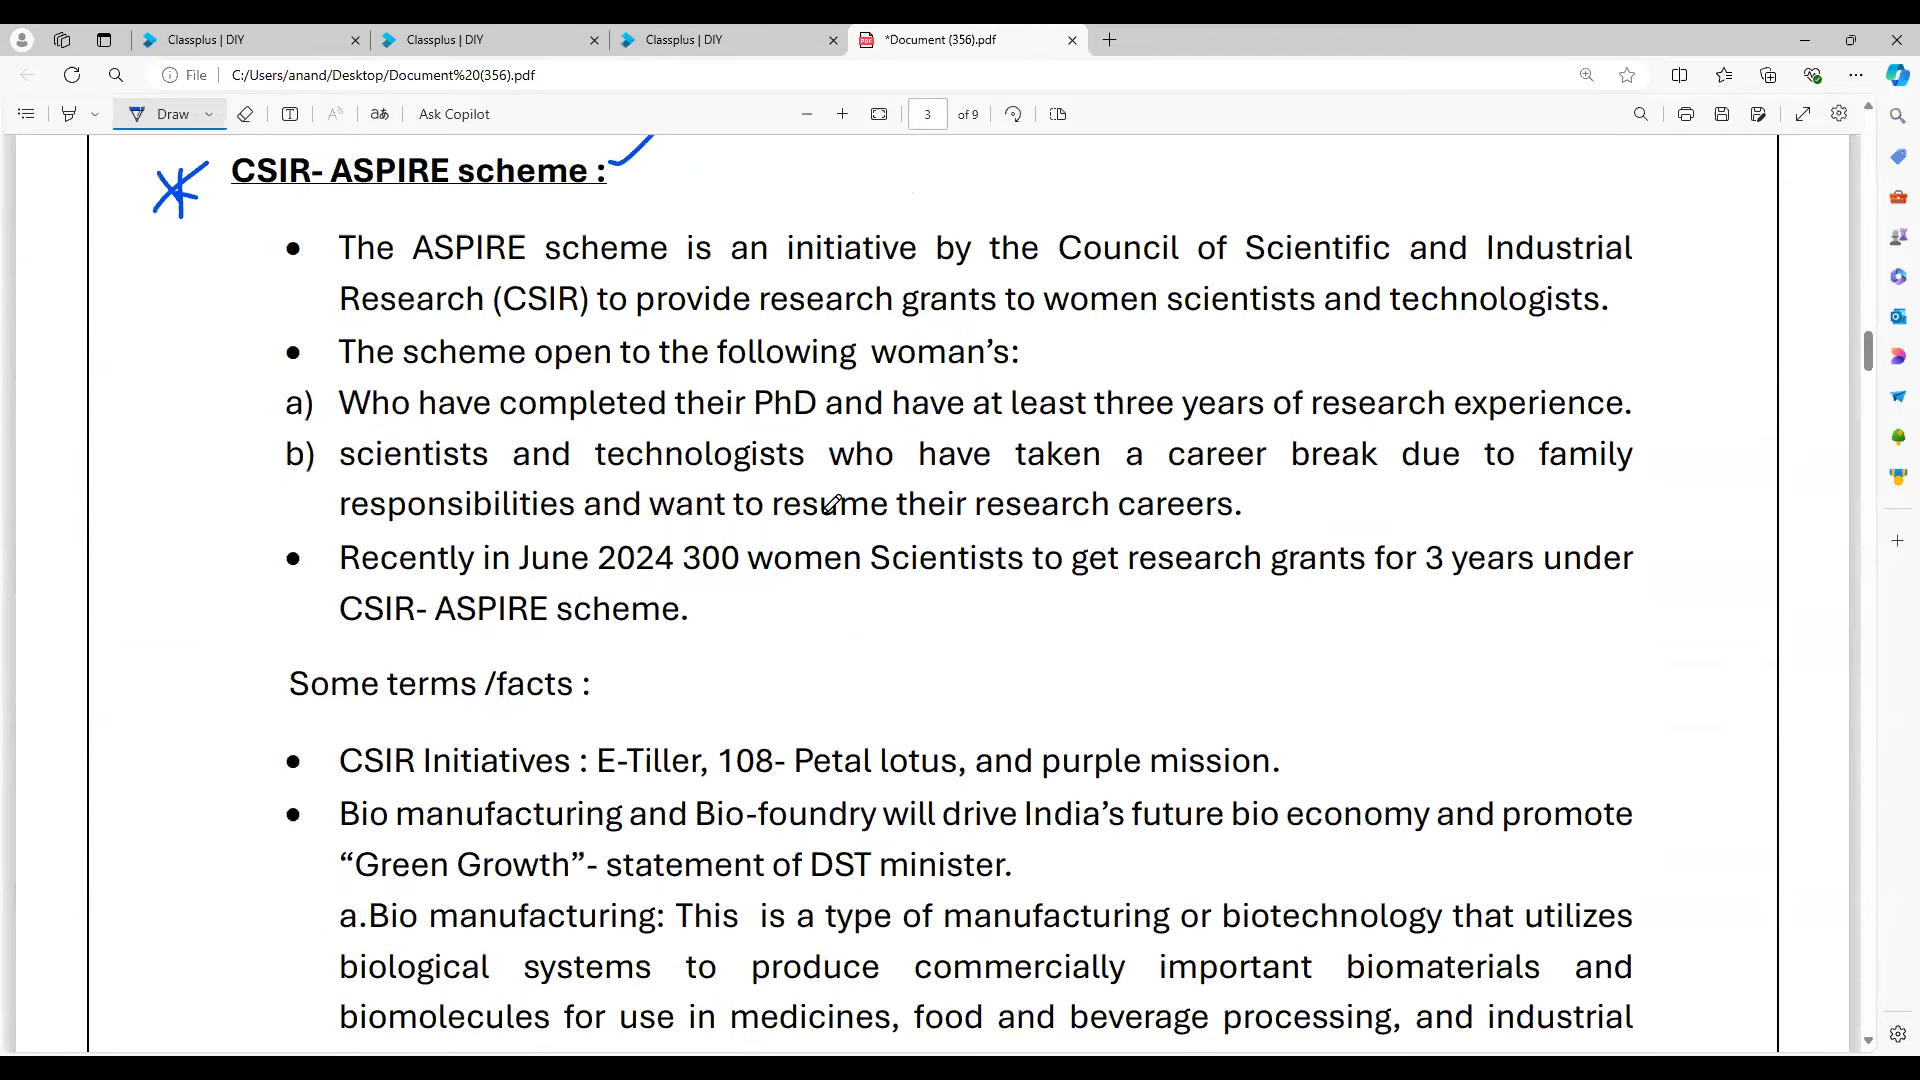 Classplus | DIY
Classplus | DIY
Classplus | DIY
*Document (356).pdf
File
C:/Users/anand/Desktop/Document%20(356).pdf
Draw
Ask Copilot
3 of 9
CSIR- ASPIRE scheme :
• The ASPIRE scheme is an initiative by the Council of Scientific and Industrial
Research (CSIR) to provide research grants to women scientists and technologists.
• The scheme open to the following woman’s:
a) Who have completed their PhD and have at least three years of research experience.
b) scientists and technologists who have taken a career break due to family
responsibilities and want to resume their research careers.
• Recently in June 2024 300 women Scientists to get research grants for 3 years under
CSIR- ASPIRE scheme.
Some terms /facts :
• CSIR Initiatives : E-Tiller, 108- Petal lotus, and purple mission.
• Bio manufacturing and Bio-foundry will drive India’s future bio economy and promote
“Green Growth”- statement of DST minister.
a.Bio manufacturing: This is a type of manufacturing or biotechnology that utilizes
biological systems to produce commercially important biomaterials and
biomolecules for use in medicines, food and beverage processing, and industrial